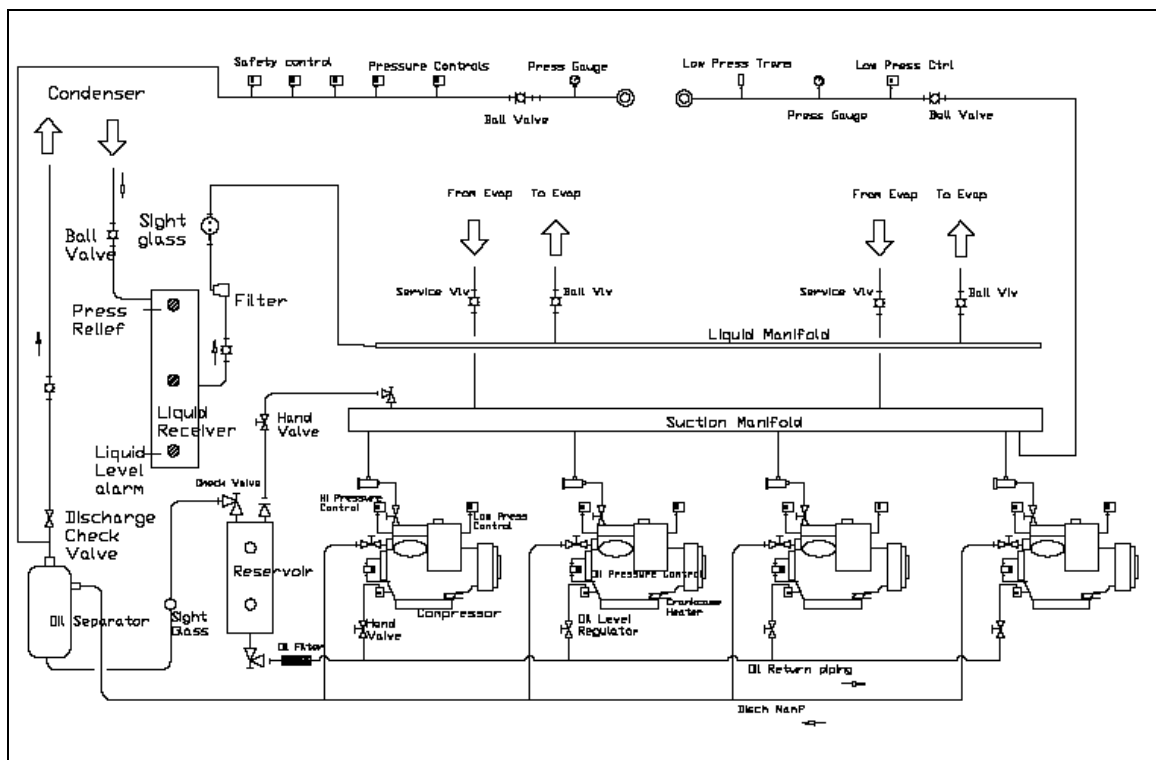 Safety control
Pressure Controls
Press Gauge
Low Press Trans
Low Press Ctrl
Condenser
Ball Valve
Press Gauge
Ball Valve
From Evap
To Evap
From Evap
To Evap
Sight
glass
Ball
Valve
Service Vlv
Ball Vlv
Service Vlv
Ball Vlv
Filter
Press
Relief
Liquid Manifold
Liquid
Receiver
Hand
Valve
Suction Manifold
Liquid
Level
alarm
Check Valve
Hi Pressure
Control
Low Press
Control
Discharge
Check
Valve
Reservoir
Oil Pressure Control
Crankcase
Heater
Compressor
Oil Separator
Sight
Glass
Hand
Valve
Oil Level
Regulator
Oil Filter
Oil Return piping
Disch Manf